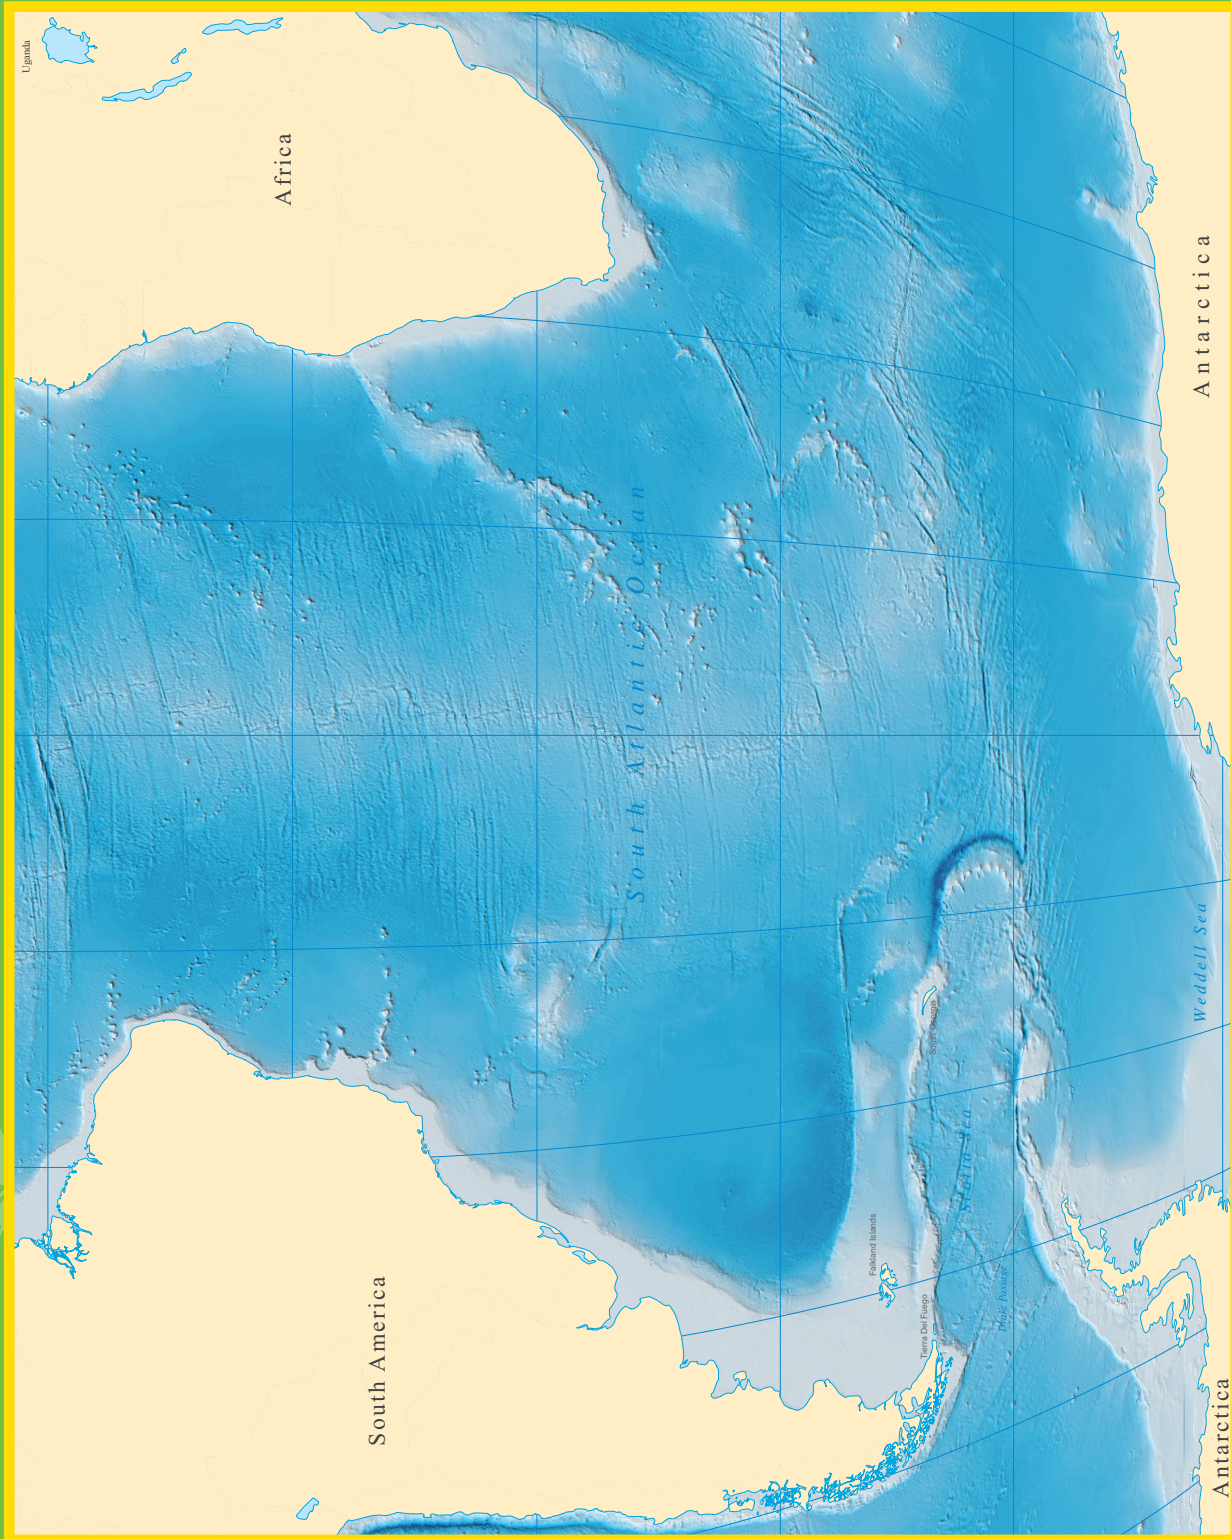 Uganda
Africa
Antarctica
South Atlantic Ocean
Weddell Sea
South Georgia
Scotia Sea
Falkland Islands
Drake Passage
Tierra Del Fuego
South America
Antarctica